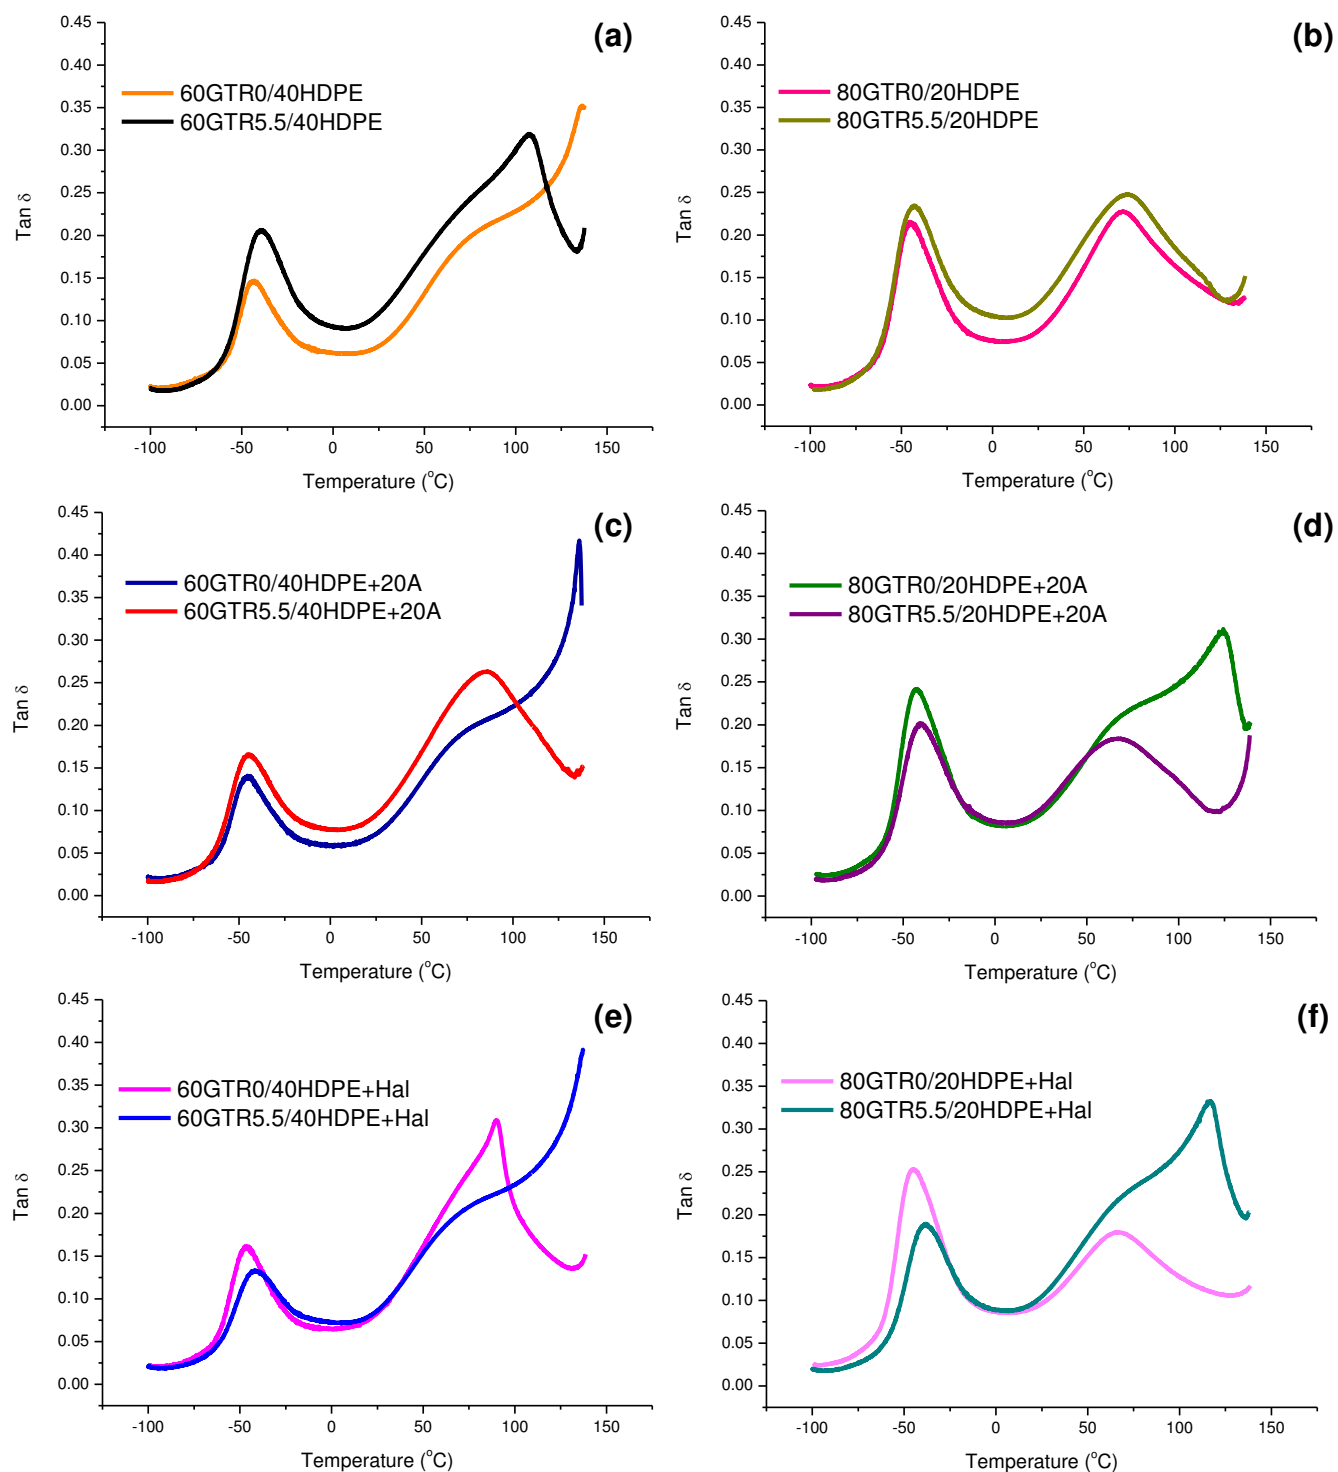 (a)
60GTR0/40HDPE
60GTR5.5/40HDPE
0.45
0.40
0.35
0.30
0.25
0.20
0.15
0.10
0.05
0.00
Tan δ
-100 -50 0 50 100 150
Temperature (°C)
(b)
80GTR0/20HDPE
80GTR5.5/20HDPE
0.45
0.40
0.35
0.30
0.25
0.20
0.15
0.10
0.05
0.00
Tan δ
-100 -50 0 50 100 150
Temperature (°C)
(c)
60GTR0/40HDPE+20A
60GTR5.5/40HDPE+20A
0.45
0.40
0.35
0.30
0.25
0.20
0.15
0.10
0.05
0.00
Tan δ
-100 -50 0 50 100 150
Temperature (°C)
(d)
80GTR0/20HDPE+20A
80GTR5.5/20HDPE+20A
0.45
0.40
0.35
0.30
0.25
0.20
0.15
0.10
0.05
0.00
Tan δ
-100 -50 0 50 100 150
Temperature (°C)
(e)
60GTR0/40HDPE+Hal
60GTR5.5/40HDPE+Hal
0.45
0.40
0.35
0.30
0.25
0.20
0.15
0.10
0.05
0.00
Tan δ
-100 -50 0 50 100 150
Temperature (°C)
(f)
80GTR0/20HDPE+Hal
80GTR5.5/20HDPE+Hal
0.45
0.40
0.35
0.30
0.25
0.20
0.15
0.10
0.05
0.00
Tan δ
-100 -50 0 50 100 150
Temperature (°C)